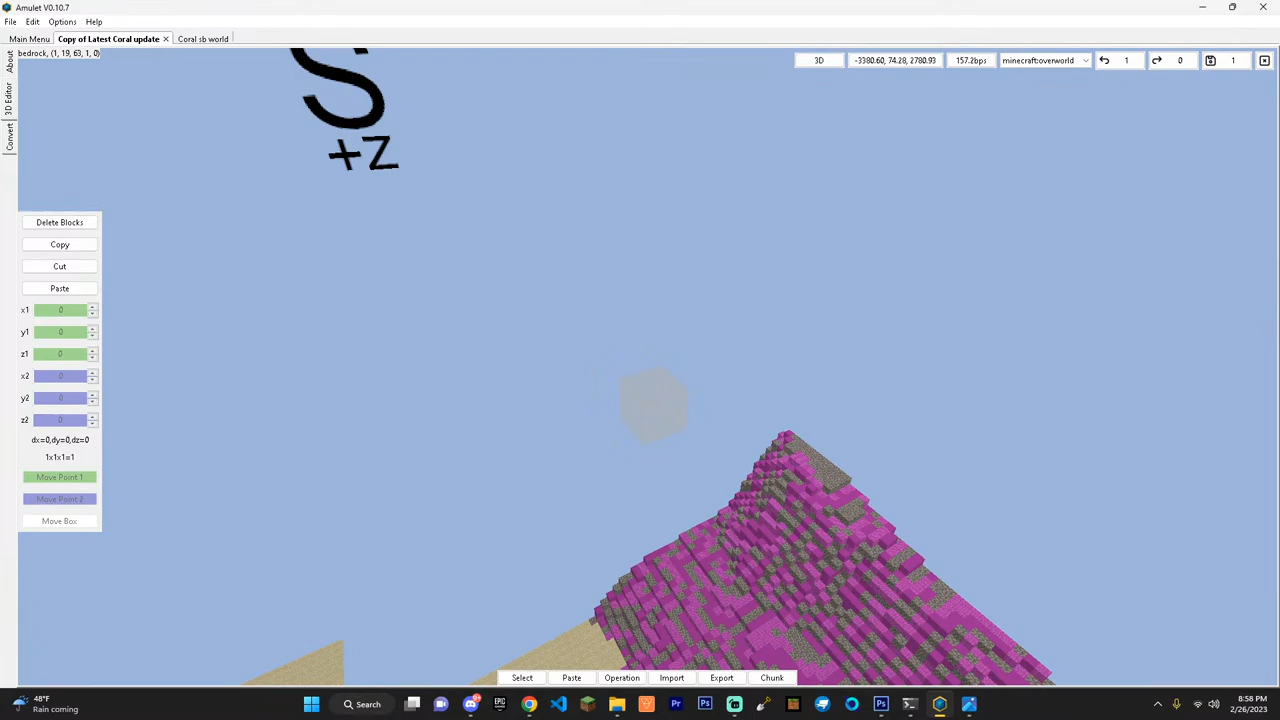 Amulet V0.10.7
File Edit Options Help
Main Menu Copy of Latest Coral update Coral sb world
bedrock, (1, 19, 63, 1, 0)
3D -3380.60, 74.28, 2780.93 157.2bps minecraft:overworld 1 0 1
About
3D Editor
Convert
S
+Z
Delete Blocks
Copy
Cut
Paste
x1 0
y1 0
z1 0
x2 0
y2 0
z2 0
dx=0,dy=0,dz=0
1x1x1=1
Move Point 1
Move Point 2
Move Box
Select Paste Operation Import Export Chunk
48°F
Rain coming
Search
EPIC
Pr
Ps
Ps
8:58 PM
2/26/2023